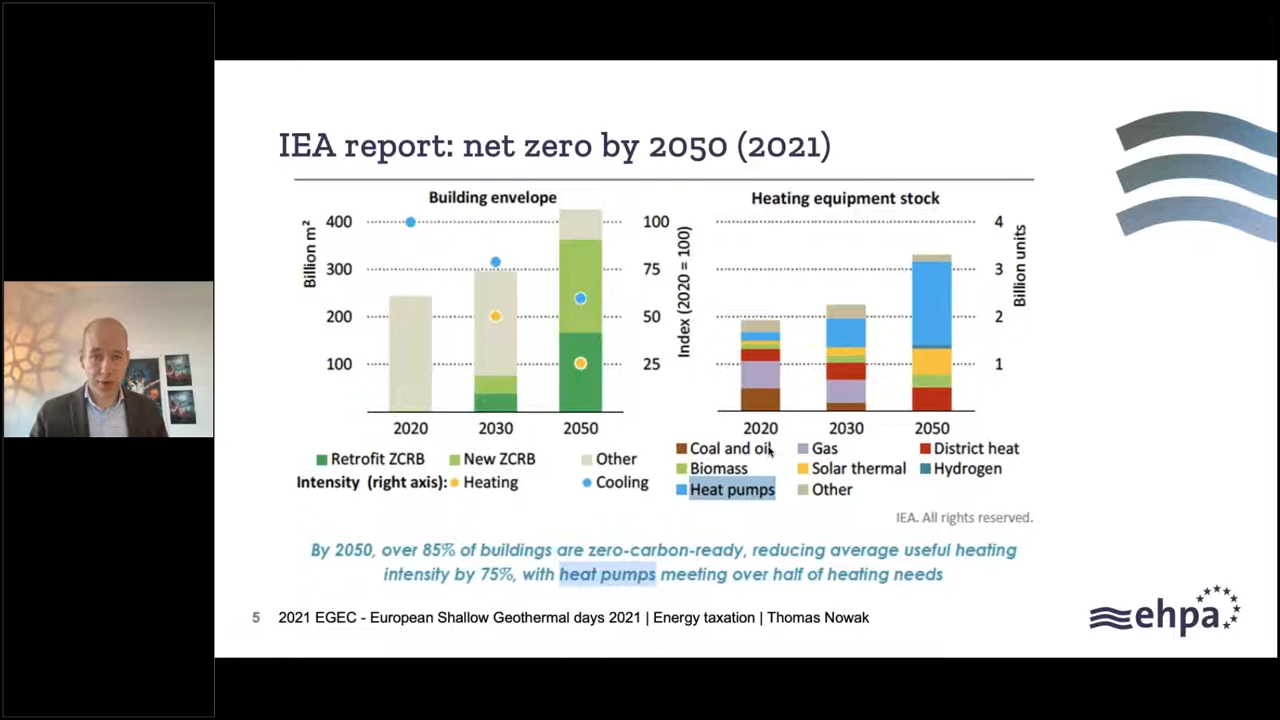 IEA report: net zero by 2050 (2021)
Building envelope
Billion m²
400
300
200
100
100
75
50
25
Index (2020 = 100)
2020
2030
2050
Retrofit ZCRB
New ZCRB
Other
Intensity (right axis):
Heating
Cooling
Heating equipment stock
4
3
2
1
Billion units
2020
2030
2050
Coal and oil
Gas
District heat
Biomass
Solar thermal
Hydrogen
Heat pumps
Other
IEA. All rights reserved.
By 2050, over 85% of buildings are zero-carbon-ready, reducing average useful heating
intensity by 75%, with heat pumps meeting over half of heating needs
5 2021 EGEC - European Shallow Geothermal days 2021 | Energy taxation | Thomas Nowak
ehpa